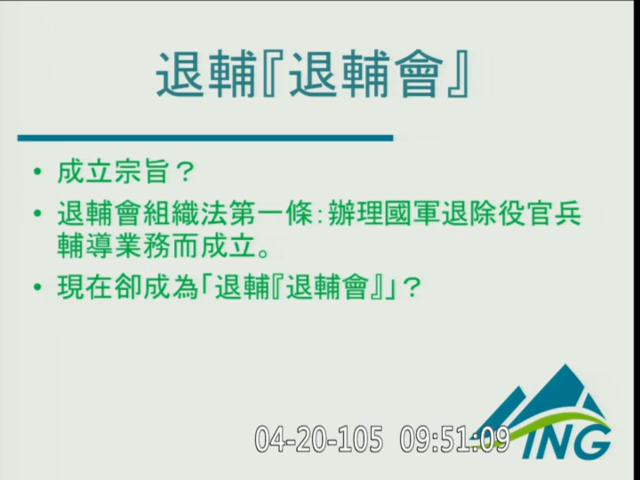 退輔『退輔會』
• 成立宗旨？
• 退輔會組織法第一條：辦理國軍退除役官兵
輔導業務而成立。
• 現在卻成為「退輔『退輔會』」？
04-20-105 09:51:09
ING